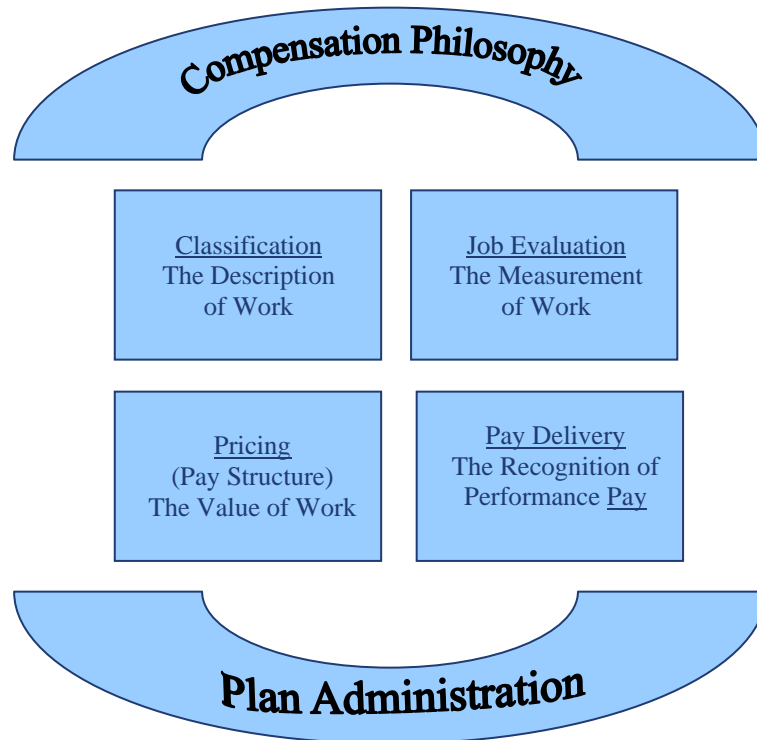 Compensation Philosophy
Classification
The Description
of Work
Job Evaluation
The Measurement
of Work
Pricing
(Pay Structure)
The Value of Work
Pay Delivery
The Recognition of
Performance Pay
Plan Administration